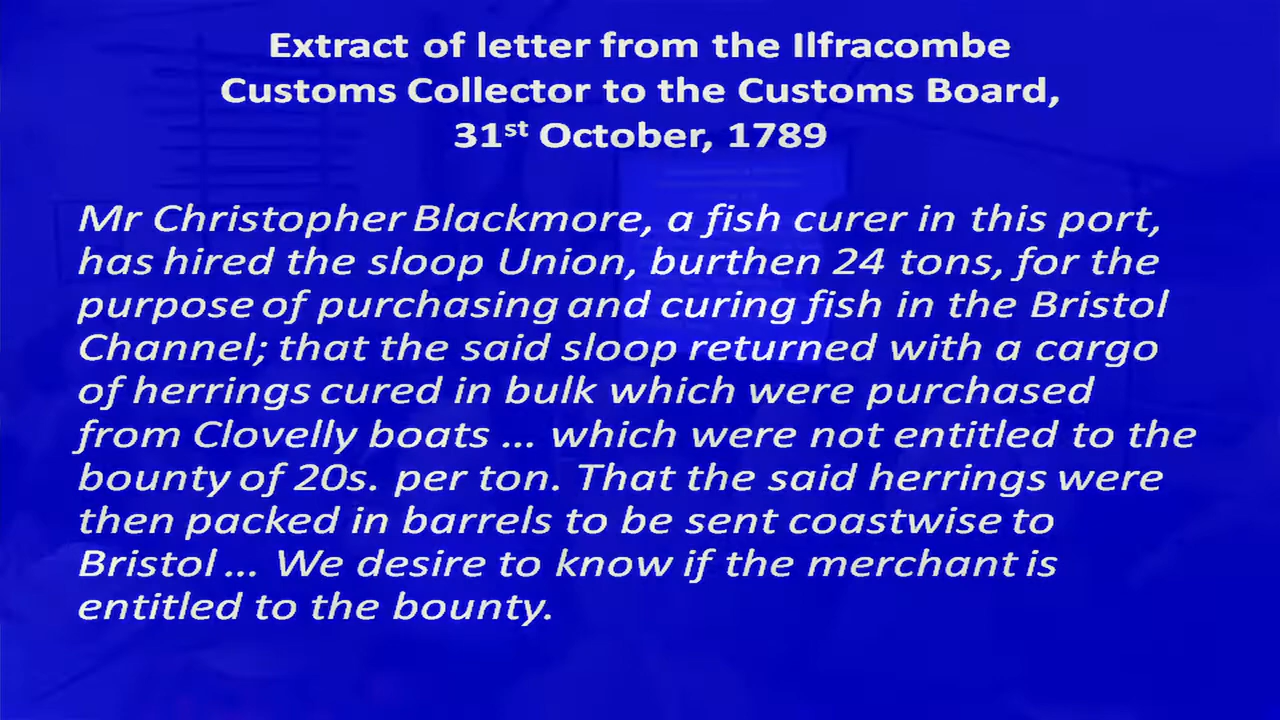 Extract of letter from the Ilfracombe
Customs Collector to the Customs Board,
31st October, 1789
Mr Christopher Blackmore, a fish curer in this port,
has hired the sloop Union, burthen 24 tons, for the
purpose of purchasing and curing fish in the Bristol
Channel; that the said sloop returned with a cargo
of herrings cured in bulk which were purchased
from Clovelly boats ... which were not entitled to the
bounty of 20s. per ton. That the said herrings were
then packed in barrels to be sent coastwise to
Bristol ... We desire to know if the merchant is
entitled to the bounty.